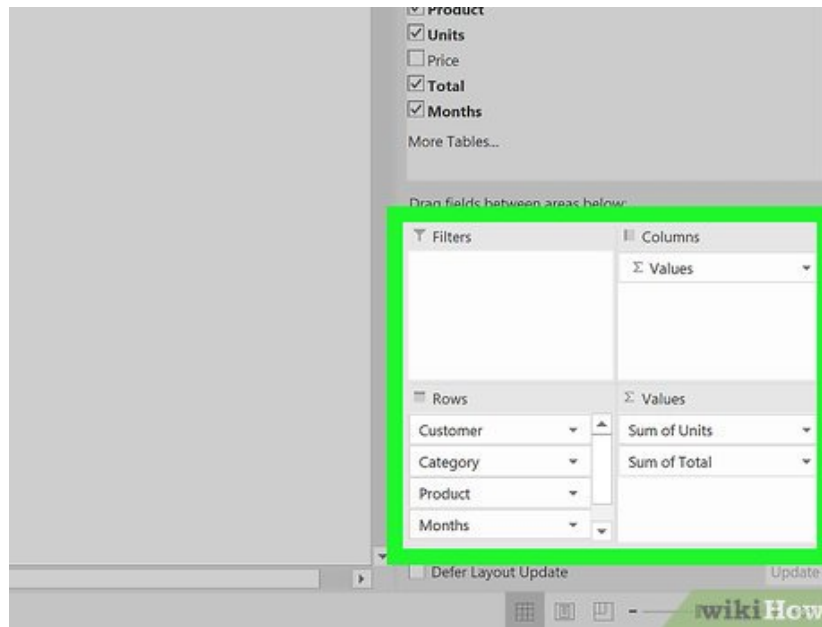 Product
Units
Price
Total
Months
More Tables...
Drag fields between areas below:
Filters
Columns
Σ Values
Rows
Σ Values
Customer
Sum of Units
Category
Sum of Total
Product
Months
Defer Layout Update
Update
wikiHow